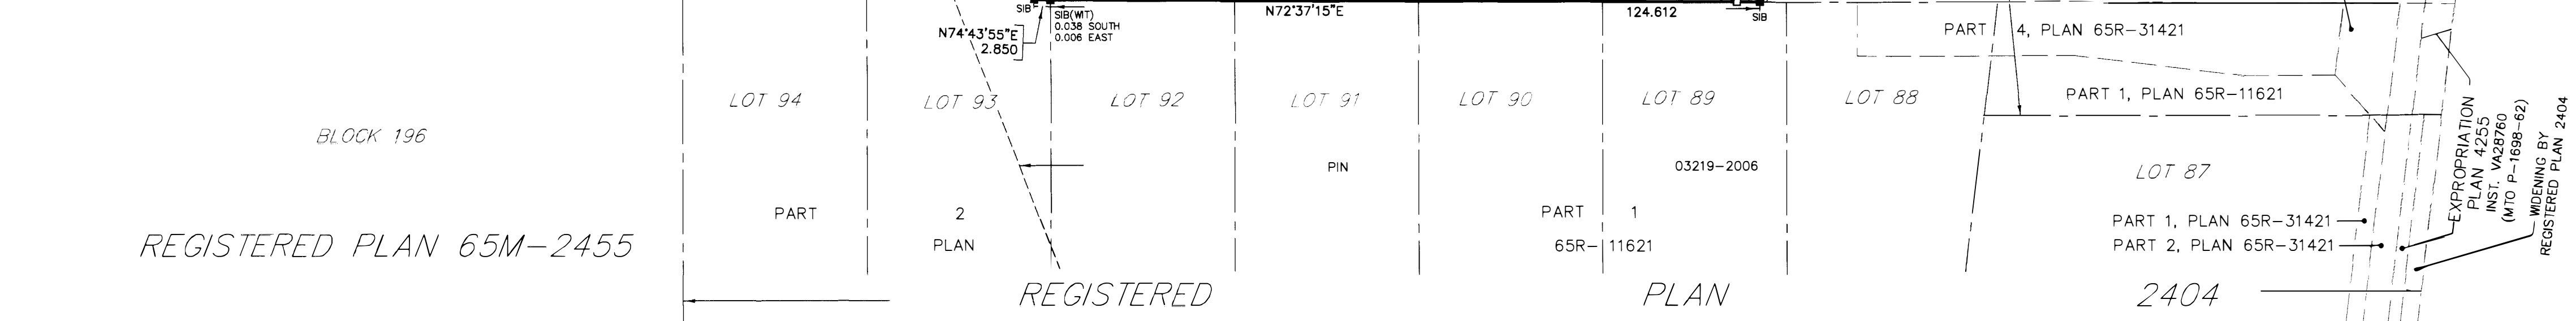 SIB
SIB(WIT)
0.038 SOUTH
0.006 EAST
N74°43'55"E
2.850
N72°37'15"E
124.612
SIB
PART 4, PLAN 65R-31421
PART 1, PLAN 65R-11621
LOT 94
LOT 93
LOT 92
LOT 91
LOT 90
LOT 89
LOT 88
BLOCK 196
PIN 03219-2006
LOT 87
PART 2
PLAN
PART 1
65R-11621
PART 1, PLAN 65R-31421
PART 2, PLAN 65R-31421
EXPROPRIATION
PLAN 4255
INST. VA28760
(MTO P-1698-62)
WIDENING BY
REGISTERED PLAN 2404
REGISTERED PLAN 65M-2455
REGISTERED PLAN 2404